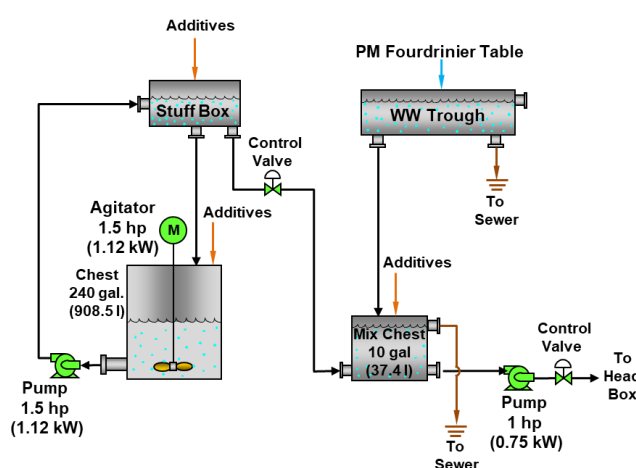 Additives
PM Fourdrinier Table
Stuff Box
WW Trough
Control
Valve
To
Sewer
Agitator
1.5 hp
(1.12 kW)
M
Additives
Chest
240 gal.
(908.5 l)
Additives
Mix Chest
10 gal
(37.4 l)
Control
Valve
To
Head
Box
Pump
1.5 hp
(1.12 kW)
Pump
1 hp
(0.75 kW)
To
Sewer